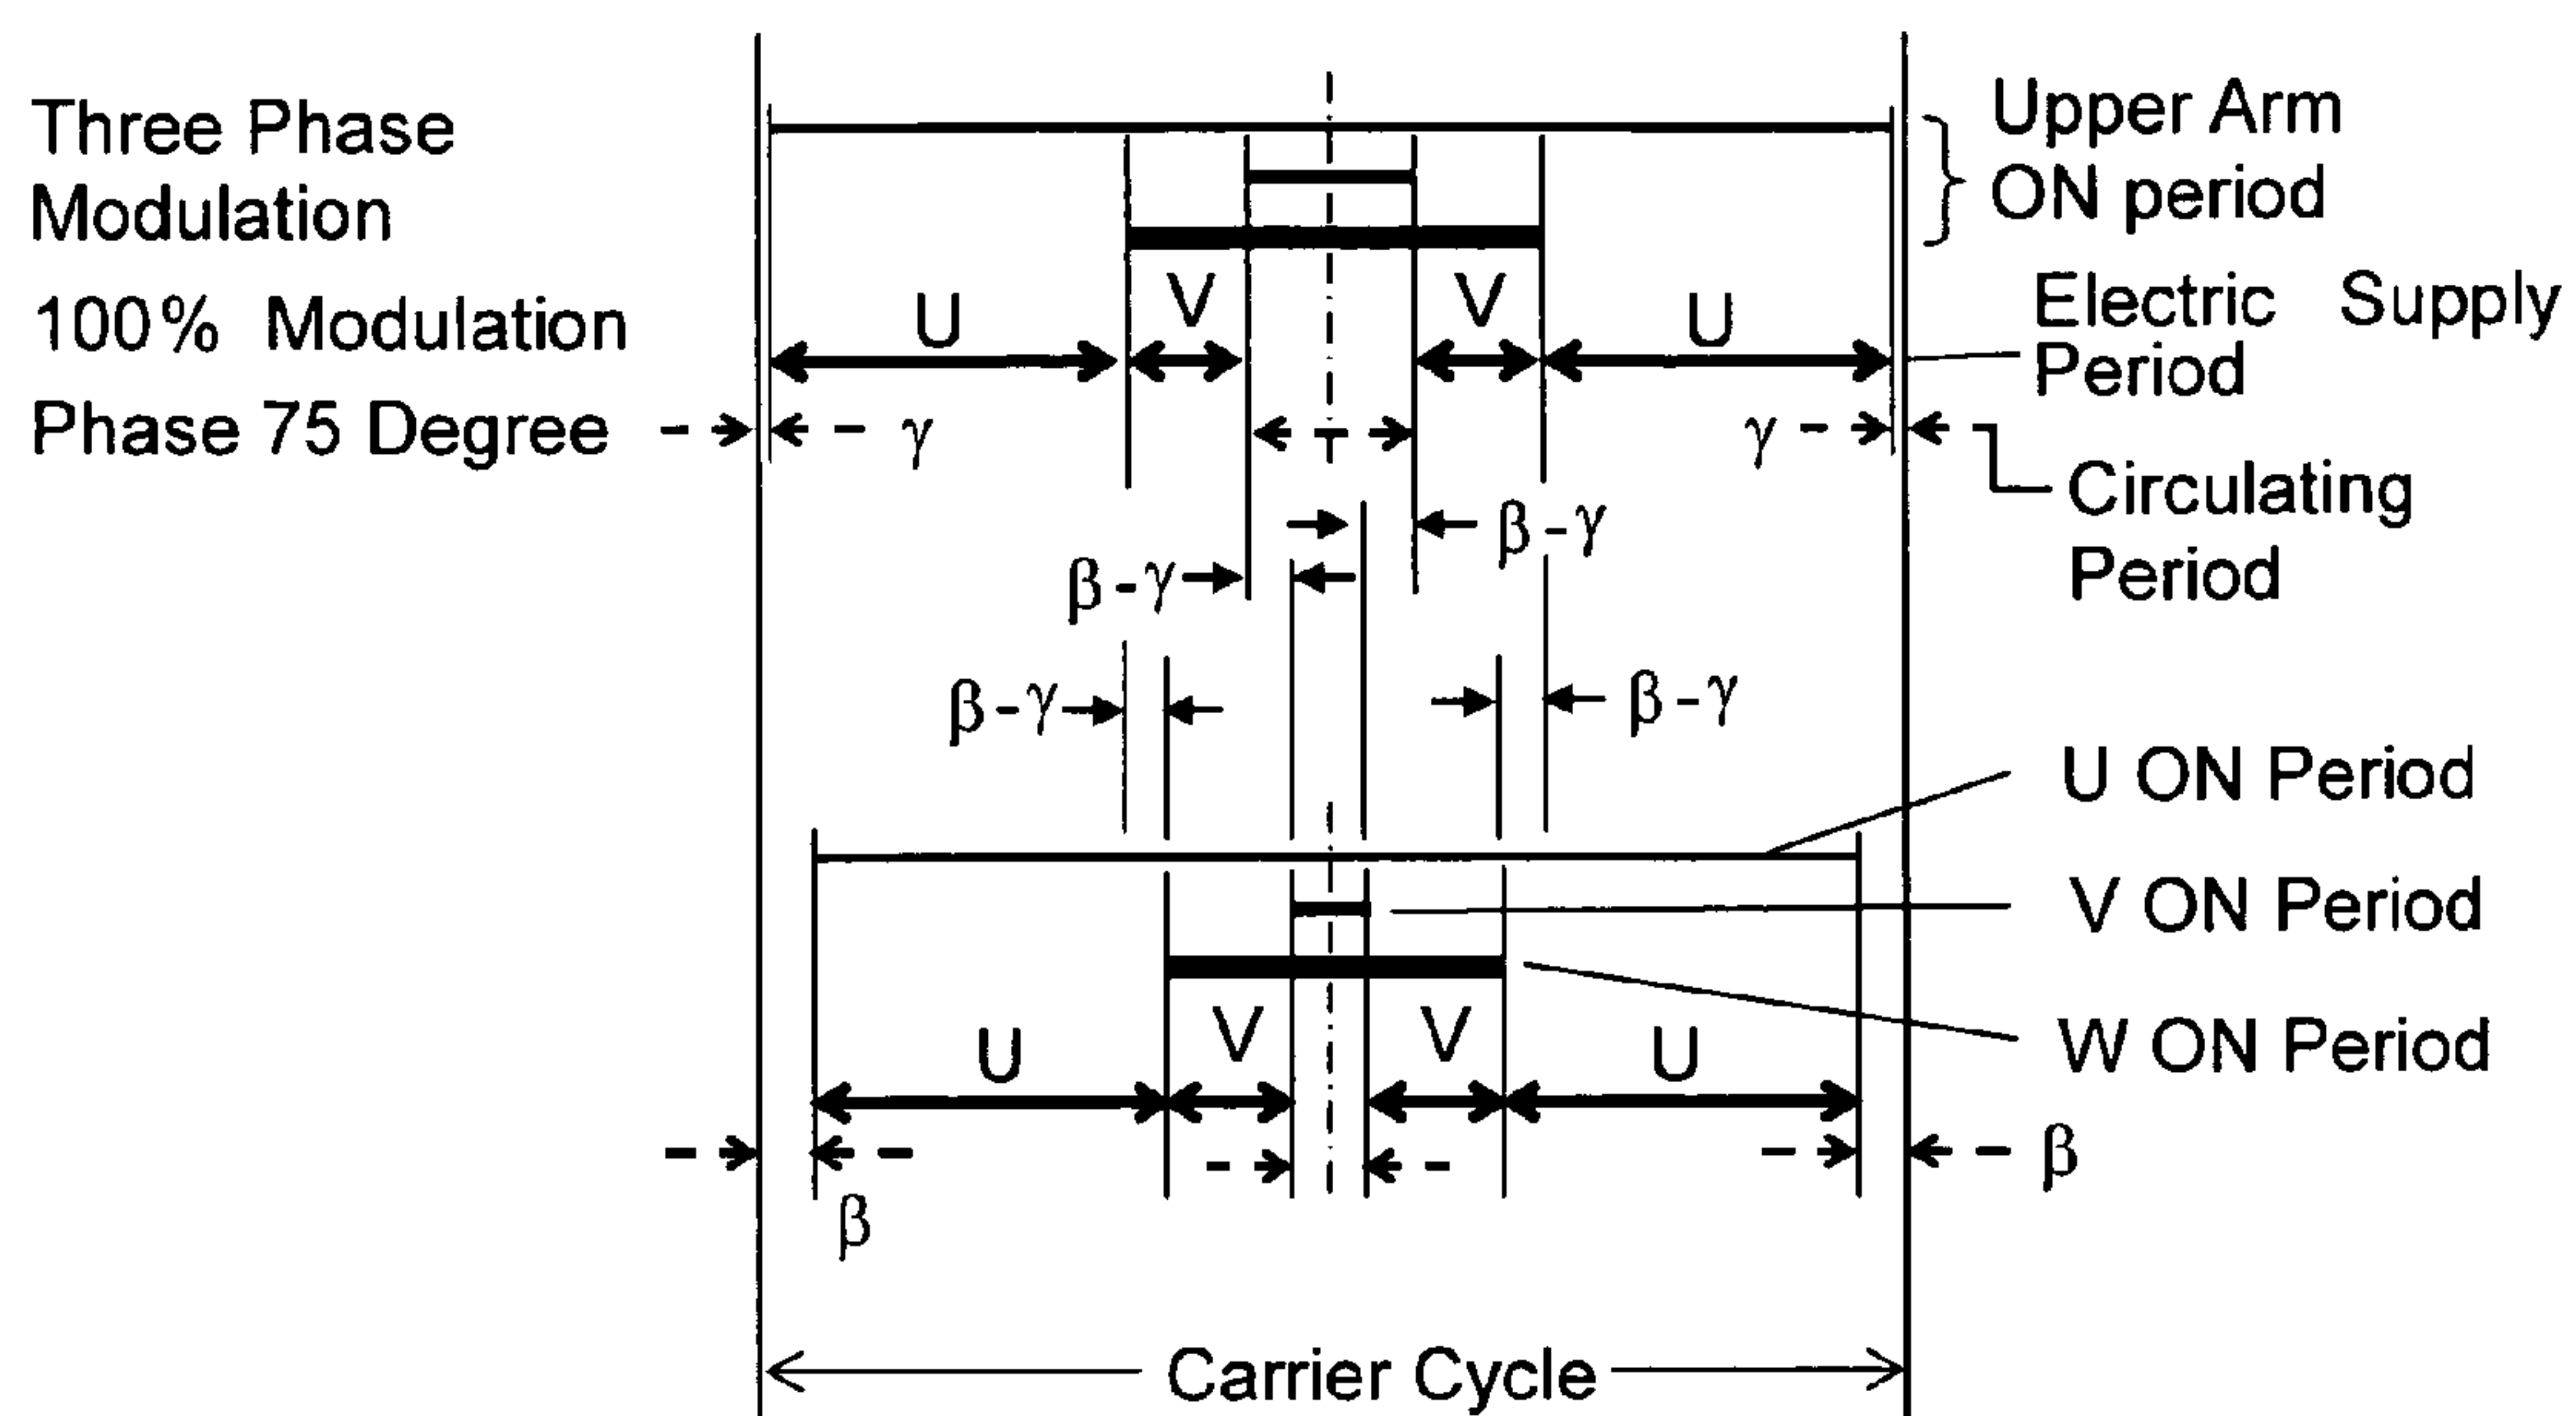 Three Phase
Modulation
100% Modulation
Phase 75 Degree
Upper Arm
ON period
U
V
V
U
Electric Supply
Period
γ
γ
Circulating
Period
β-γ
β-γ
β-γ
β-γ
U ON Period
V ON Period
W ON Period
U
V
V
U
β
β
Carrier Cycle